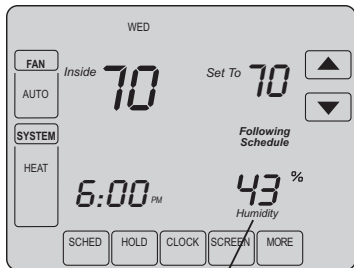 WED
FAN
AUTO
Inside 70
Set To 70
SYSTEM
HEAT
Following
Schedule
6:00 PM
43 %
Humidity
SCHED HOLD CLOCK SCREEN MORE